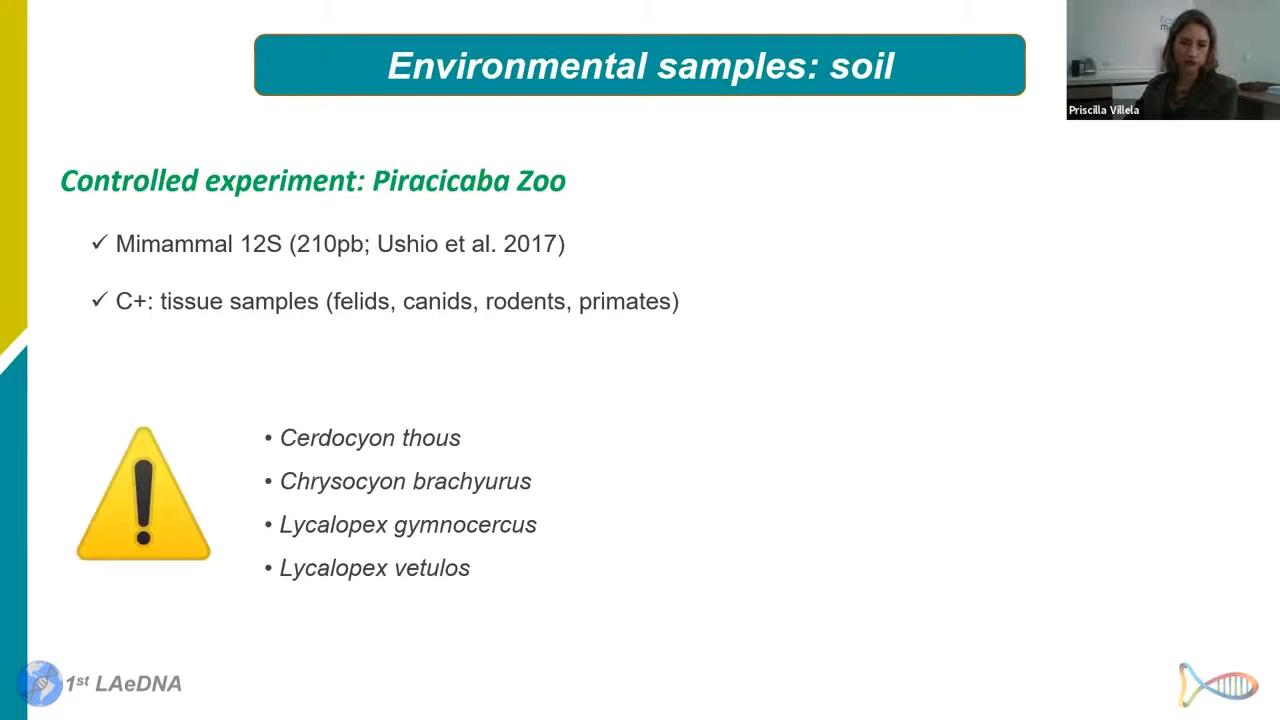 Environmental samples: soil
Priscilla Villela
Controlled experiment: Piracicaba Zoo
✓ Mimammal 12S (210pb; Ushio et al. 2017)
✓ C+: tissue samples (felids, canids, rodents, primates)
• Cerdocyon thous
• Chrysocyon brachyurus
• Lycalopex gymnocercus
• Lycalopex vetulos
1st LAeDNA